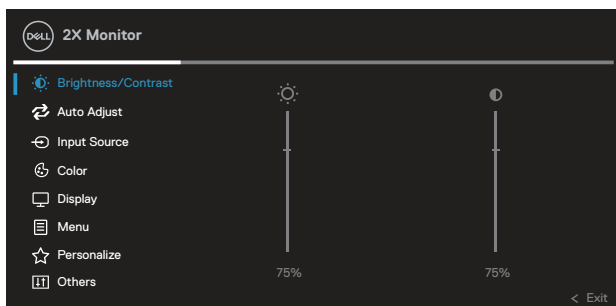 DELL 2X Monitor
Brightness/Contrast
Auto Adjust
Input Source
Color
Display
Menu
Personalize
Others
75% 75%
< Exit